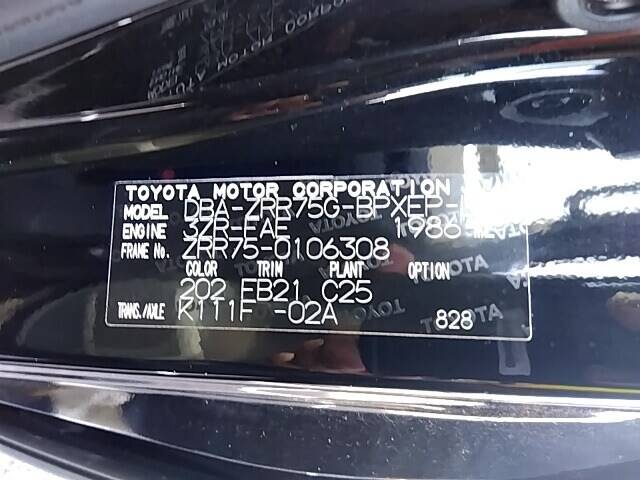 TOYOTA MOTOR CORPORATION
MODEL DBA-ZRR75G-BPXEP-
ENGINE 3ZR-FAE 1986
FRAME No. ZRR75-0106308
COLOR TRIM PLANT OPTION
202 FB21 C25
TRANS./AXLE K111F -02A
828